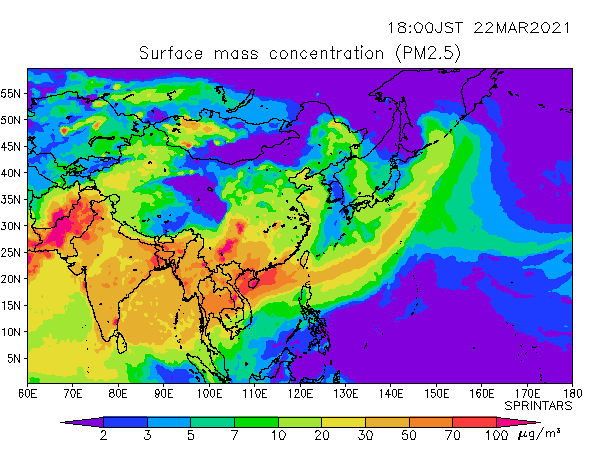 18:00JST 22MAR2021
Surface mass concentration (PM2.5)
55N
50N
45N
40N
35N
30N
25N
20N
15N
10N
5N
60E 70E 80E 90E 100E 110E 120E 130E 140E 150E 160E 170E 180
SPRINTARS
2 3 5 7 10 20 30 50 70 100 μg/m³